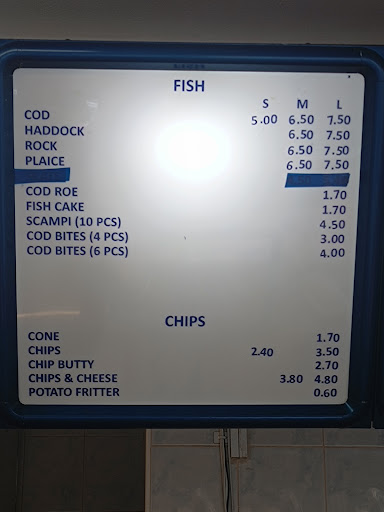 FISH
S M L
COD 5.00 6.50 7.50
HADDOCK 6.50 7.50
ROCK 6.50 7.50
PLAICE 6.50 7.50
COD ROE 1.70
FISH CAKE 1.70
SCAMPI (10 PCS) 4.50
COD BITES (4 PCS) 3.00
COD BITES (6 PCS) 4.00
CHIPS
CONE 1.70
CHIPS 2.40 3.50
CHIP BUTTY 2.70
CHIPS & CHEESE 3.80 4.80
POTATO FRITTER 0.60